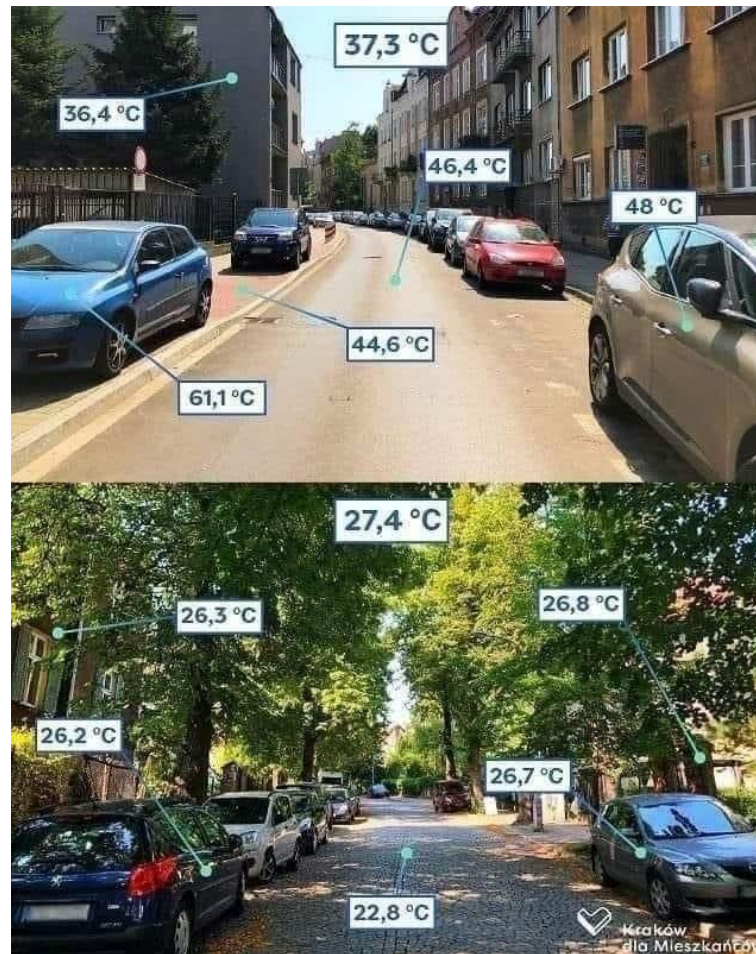 37,3 °C
36,4 °C
46,4 °C
48 °C
44,6 °C
61,1 °C
27,4 °C
26,3 °C
26,8 °C
26,2 °C
26,7 °C
22,8 °C
Kraków
dla Mieszkańców